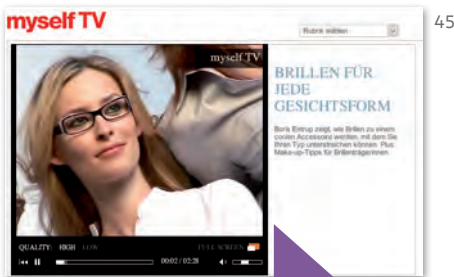 myself TV
Rubrik wählen
45
myself TV
BRILLEN FÜR
JEDE
GESICHTSFORM
Boris Entrup zeigt, wie Brillen zu einem
coolen Accessoire werden, mit dem Sie
Ihren Typ unterstreichen können. Plus
Make-up-Tipps für Brillenträgerinnen.
QUALITY: HIGH LOW
FULL SCREEN
00:02 / 02:28